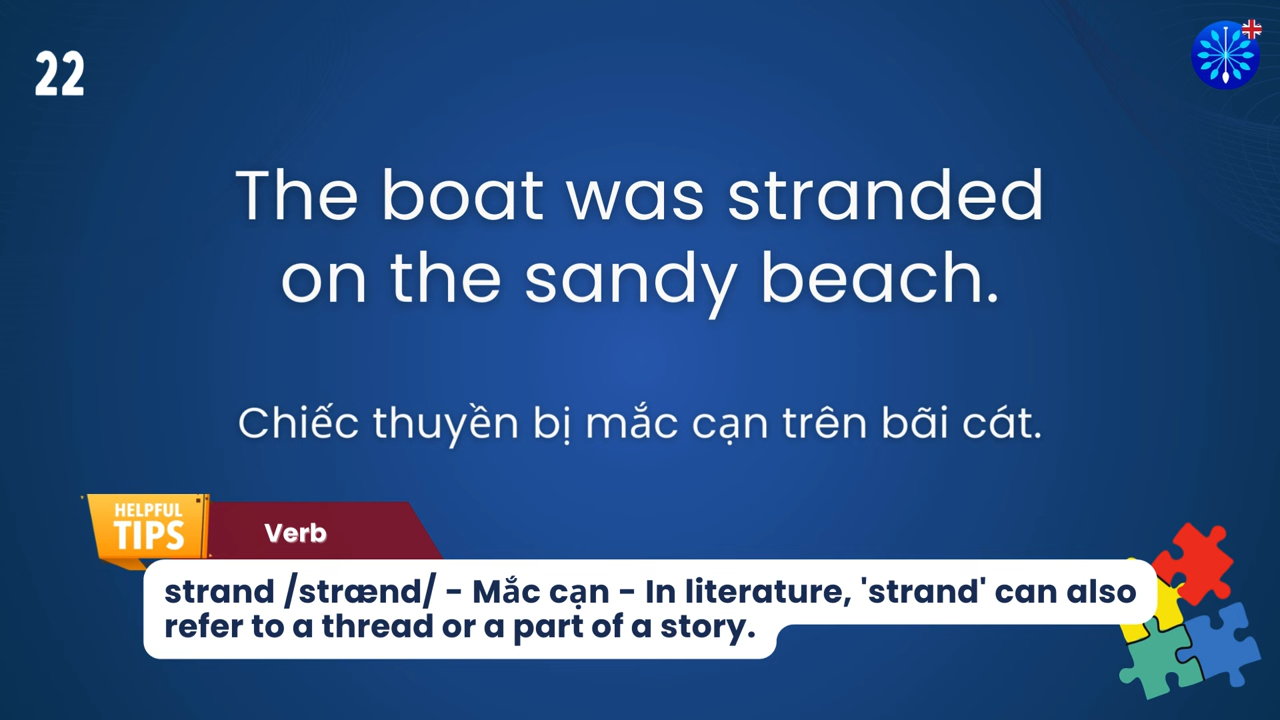 22
The boat was stranded
on the sandy beach.
Chiếc thuyền bị mắc cạn trên bãi cát.
HELPFUL
TIPS
Verb
strand /strænd/ - Mắc cạn - In literature, 'strand' can also
refer to a thread or a part of a story.